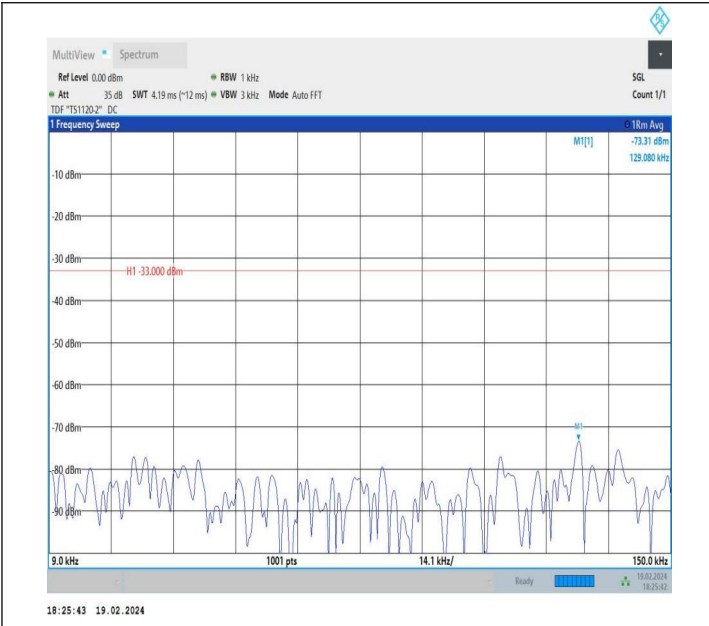 MultiView Spectrum
Ref Level 0.00 dBm RBW 1 kHz SGL
Att 35 dB SWT 4.19 ms (~12 ms) VBW 3 kHz Mode Auto FFT Count 1/1
TDF "TS1120-2" DC
1 Frequency Sweep 1Rm Avg
M1[1] -73.31 dBm
129.080 kHz
-10 dBm
-20 dBm
-30 dBm
H1 -33.000 dBm
-40 dBm
-50 dBm
-60 dBm
-70 dBm
M1
-80 dBm
-90 dBm
9.0 kHz 1001 pts 14.1 kHz/ 150.0 kHz
Ready 19.02.2024
18:25:42
18:25:43 19.02.2024